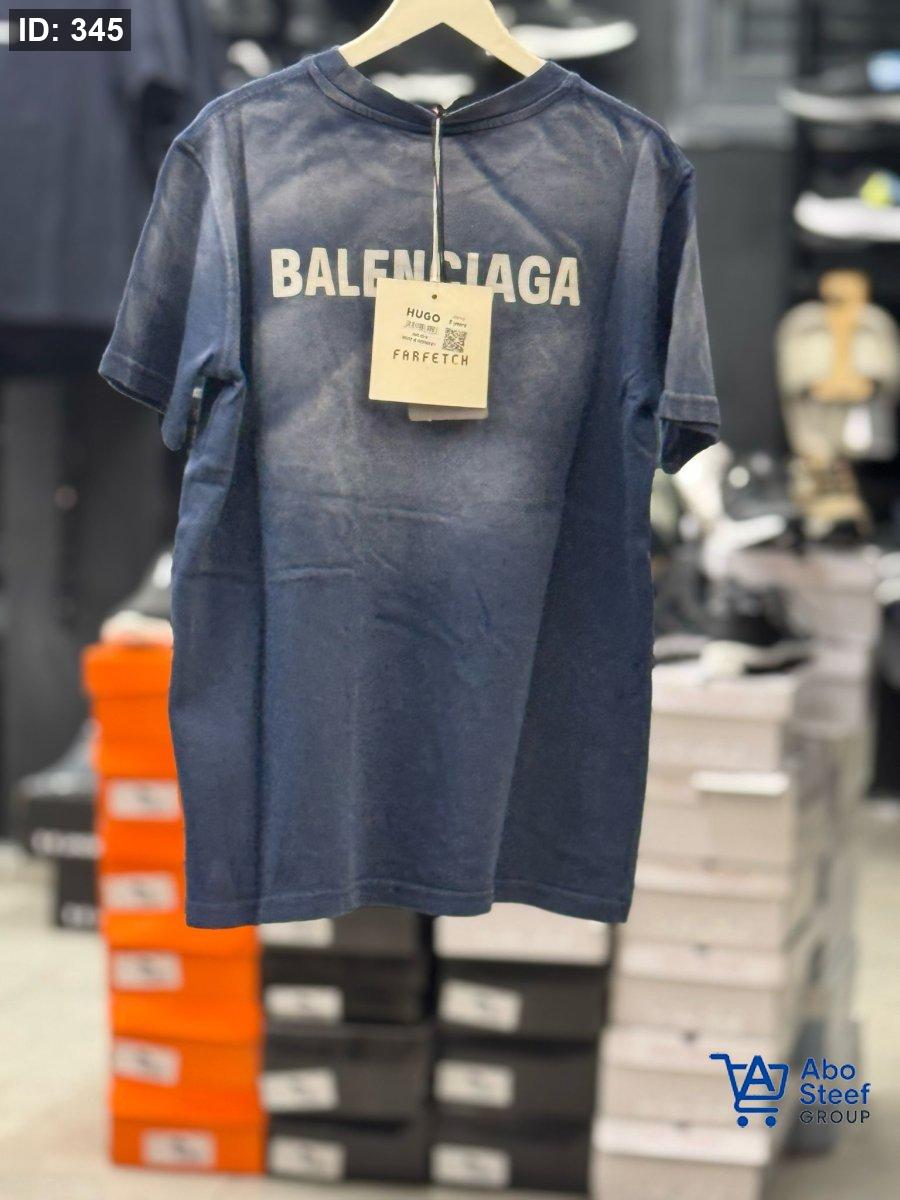 ID: 345
BALENCIAGA
HUGO
FARFETCH
Abo
Steef
GROUP